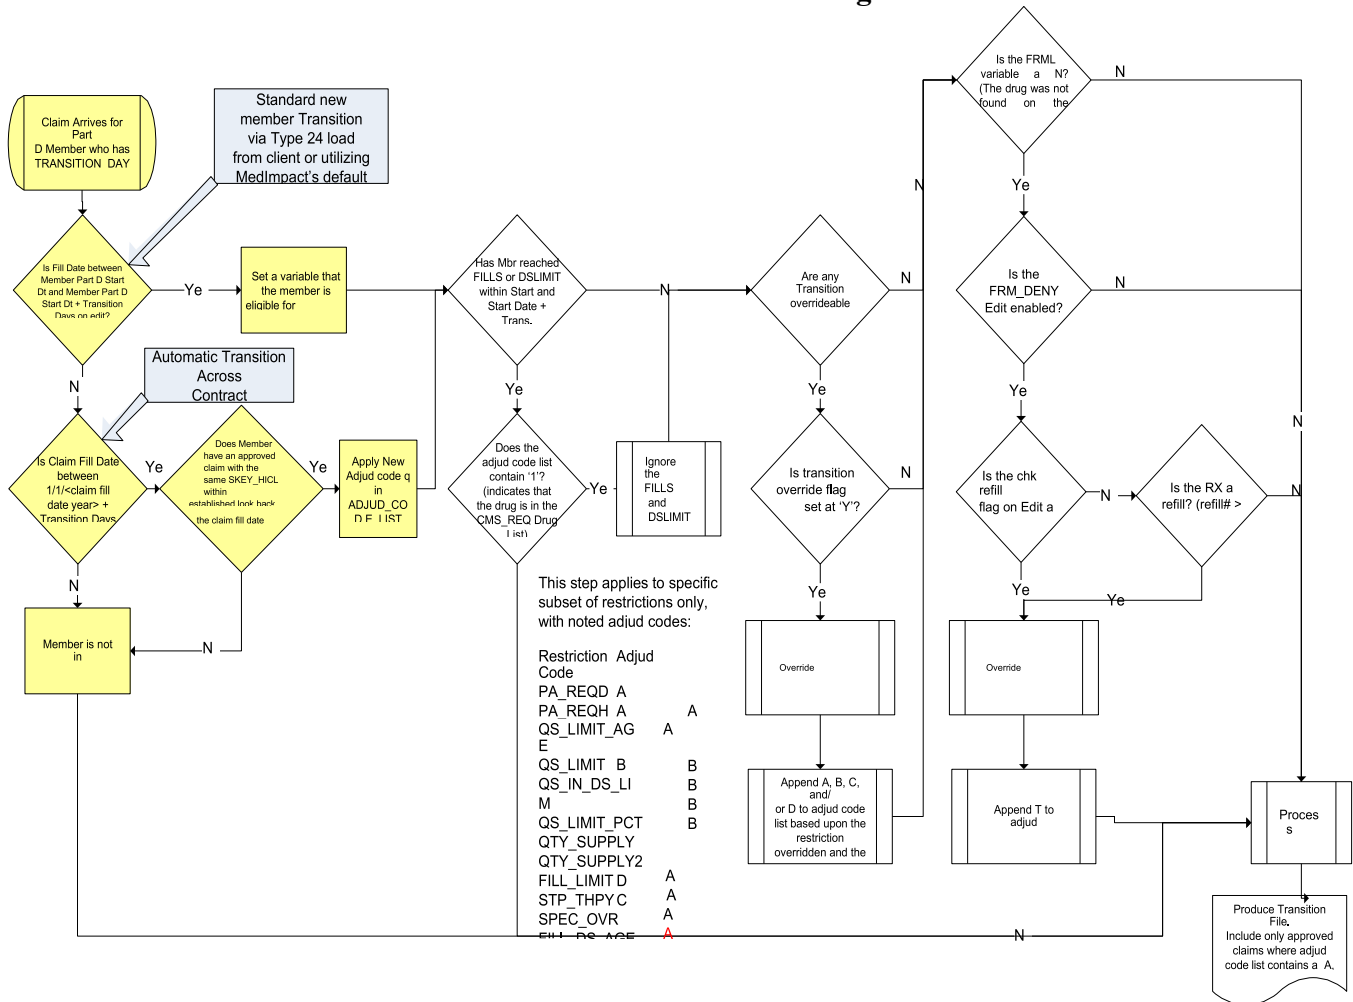 g
Claim Arrives for
Part
D Member who has
TRANSITION DAY
Standard new
member Transition
via Type 24 load
from client or utilizing
MedImpact's default
Is Fill Date between
Member Part D Start
Dt and Member Part D
Start Dt + Transition
Days on edit?
Ye
Set a variable that
the member is
eligible for
N
Automatic Transition
Across
Contract
Is Claim Fill Date
between
1/1/<claim fill
date year> +
Transition Days
Ye
Does Member
have an approved
claim with the
same SKEY_HICL
within
established look back
the claim fill date
Ye
Apply New
Adjud code q
in
ADJUD_CO
D E_LIST
N
N
Member is not
in
Has Mbr reached
FILLS or DSLIMIT
within Start and
Start Date +
Trans.
N
Ye
Does the
adjud code list
contain ‘1’?
(indicates that
the drug is in the
CMS_REQ Drug
List)
Ye
Ignore
the
FILLS
and
DSLIMIT
This step applies to specific
subset of restrictions only,
with noted adjud codes:
Restriction Adjud
Code
PA_REQD A
PA_REQH A A
QS_LIMIT_AG A
E
QS_LIMIT B B
QS_IN_DS_LI B
M B
QS_LIMIT_PCT B
QTY_SUPPLY
QTY_SUPPLY2
FILL_LIMIT D A
STP_THPY C A
SPEC_OVR A
FILL_DS_AGE A
Are any
Transition
overrideable
N
N
Ye
Is transition
override flag
set at ‘Y’?
N
Ye
Override
Append A, B, C,
and/
or D to adjud code
list based upon the
restriction
overridden and the
Is the FRML
variable a N?
(The drug was not
found on the
N
Ye
Is the
FRM_DENY
Edit enabled?
N
Ye
Is the chk
refill
flag on Edit a
N
Is the RX a
refill? (refill# >
N
N
Ye
Ye
Override
Append T to
adjud
N
Proces
s
Produce Transition
File.
Include only approved
claims where adjud
code list contains a A,